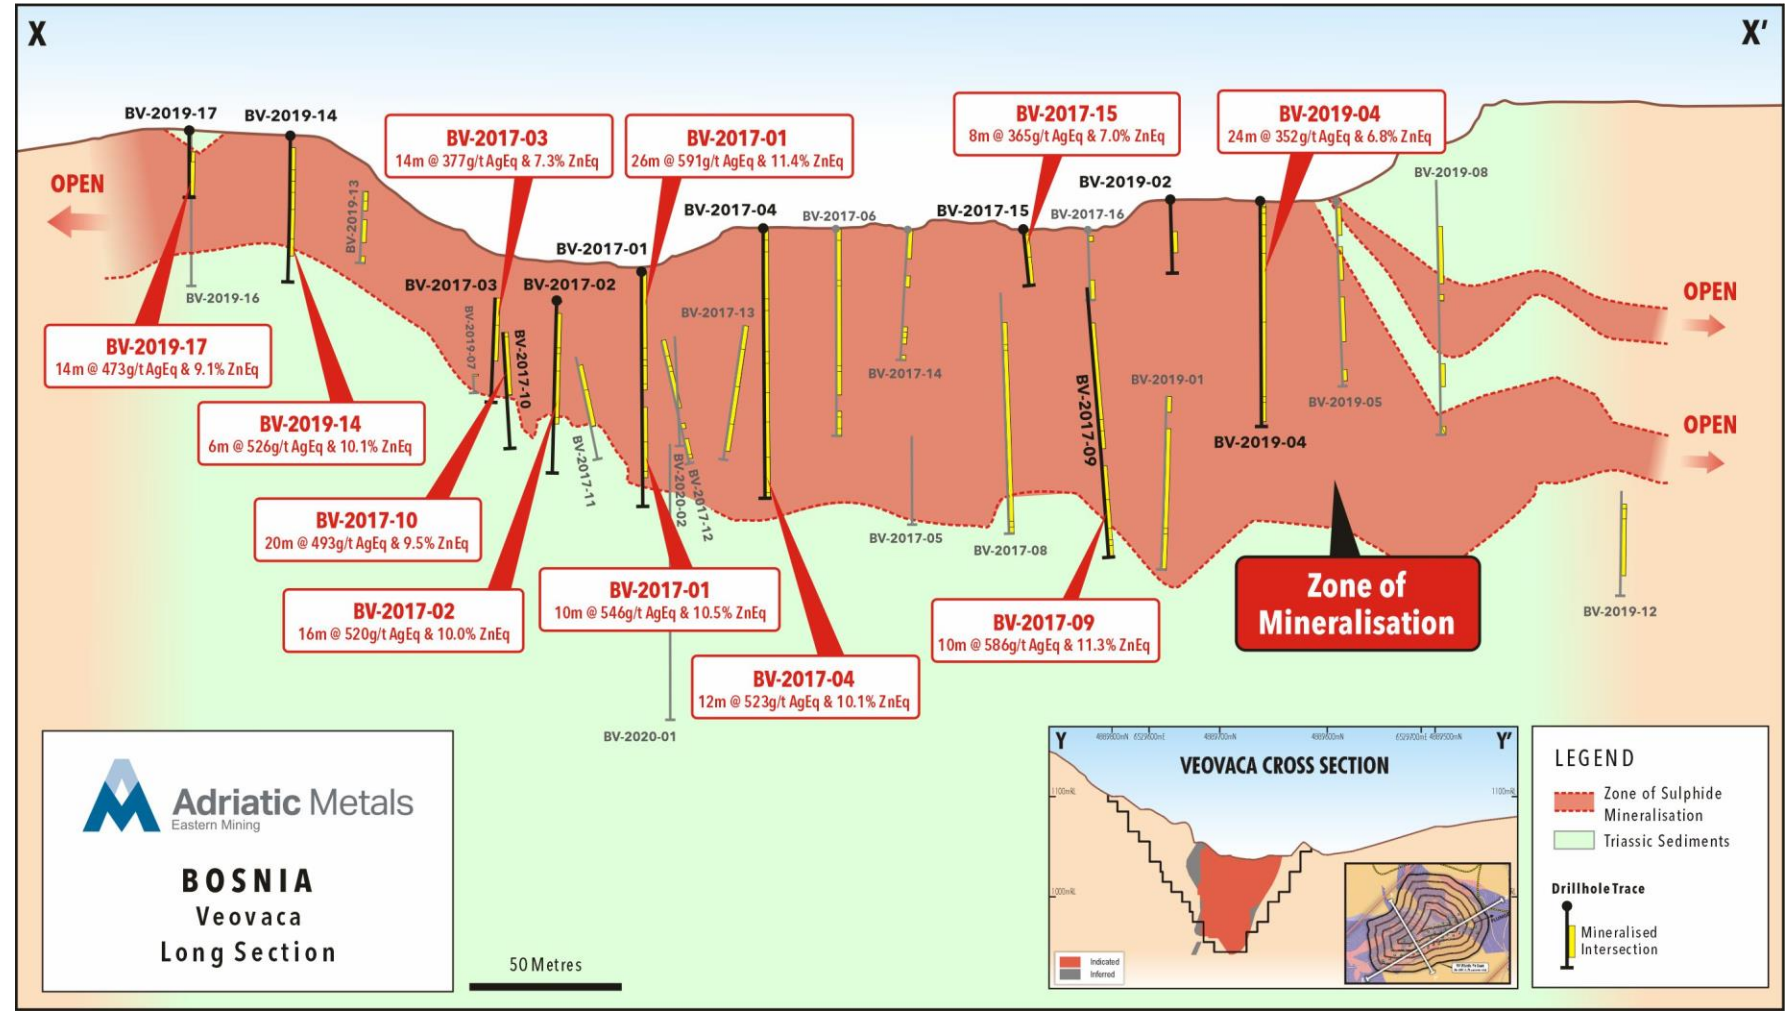 X
X'
BV-2019-17
BV-2019-14
BV-2017-03
14m @ 377g/t AgEq & 7.3% ZnEq
BV-2017-01
26m @ 591g/t AgEq & 11.4% ZnEq
BV-2017-15
8m @ 365g/t AgEq & 7.0% ZnEq
BV-2019-04
24m @ 352g/t AgEq & 6.8% ZnEq
OPEN
BV-2019-13
BV-2017-04
BV-2017-06
BV-2017-15
BV-2017-16
BV-2019-02
BV-2019-08
BV-2017-01
BV-2017-03
BV-2017-02
BV-2019-16
BV-2017-13
OPEN
BV-2019-17
14m @ 473g/t AgEq & 9.1% ZnEq
BV-2019-07
BV-2017-10
BV-2017-14
BV-2017-09
BV-2019-01
BV-2019-05
BV-2019-04
OPEN
BV-2019-14
6m @ 526g/t AgEq & 10.1% ZnEq
BV-2017-11
BV-2020-02
BV-2017-12
BV-2017-05
BV-2017-08
BV-2017-10
20m @ 493g/t AgEq & 9.5% ZnEq
BV-2017-02
16m @ 520g/t AgEq & 10.0% ZnEq
BV-2017-01
10m @ 546g/t AgEq & 10.5% ZnEq
BV-2017-09
10m @ 586g/t AgEq & 11.3% ZnEq
Zone of
Mineralisation
BV-2019-12
BV-2017-04
12m @ 523g/t AgEq & 10.1% ZnEq
BV-2020-01
Adriatic Metals
Eastern Mining
BOSNIA
Veovaca
Long Section
50 Metres
Y
Y'
4889700mN
VEOVACA CROSS SECTION
1100mRL
1100mRL
1000mRL
Indicated
Inferred
LEGEND
Zone of Sulphide
Mineralisation
Triassic Sediments
Drillhole Trace
Mineralised
Intersection